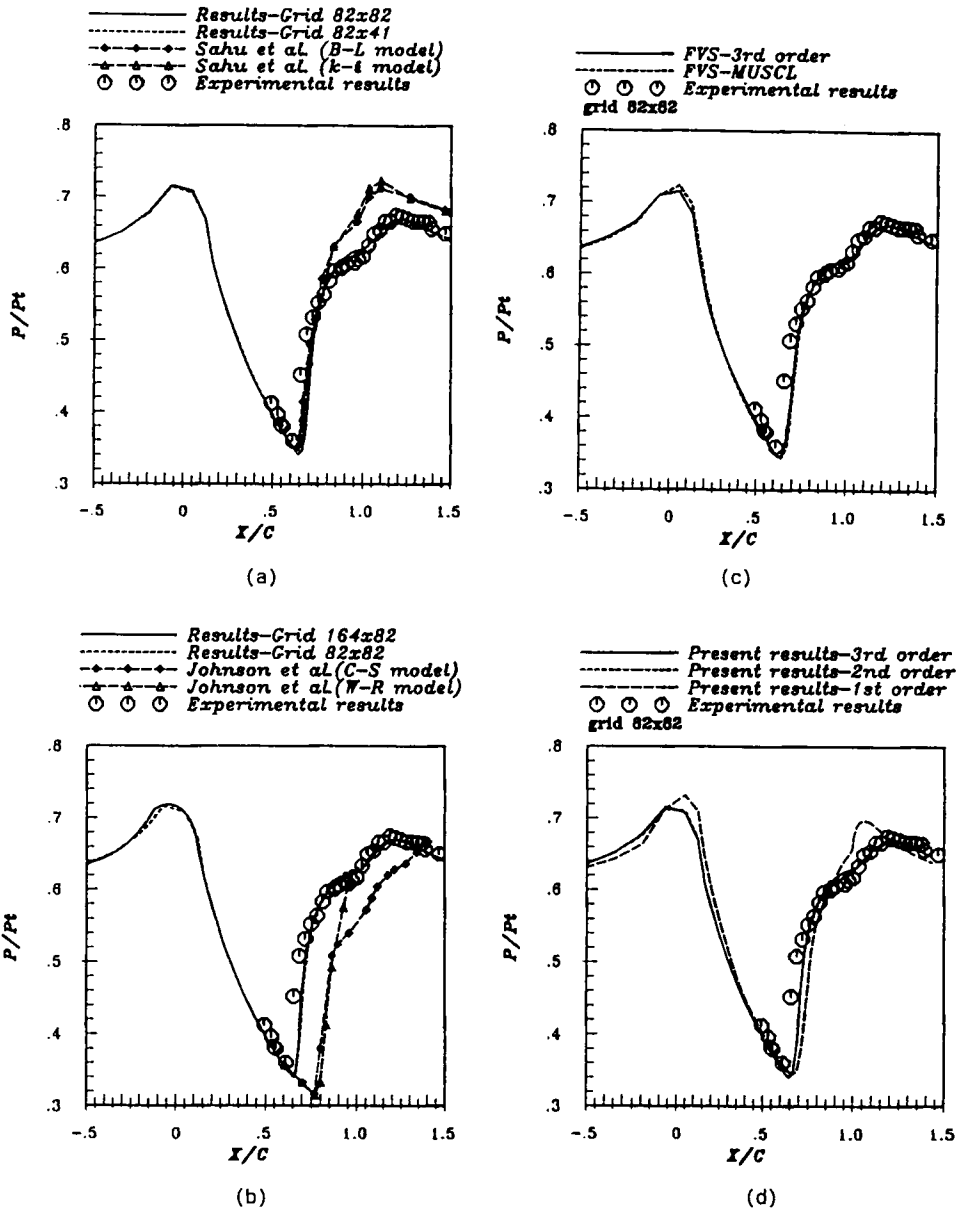 Results-Grid 82x82
Results-Grid 82x41
Sahu et al. (B-L model)
Sahu et al. (k-ε model)
Experimental results
.8
.7
.6
.5
.4
.3
P/Pt
-.5
0
.5
1.0
1.5
X/C
(a)
FVS-3rd order
FVS-MUSCL
Experimental results
grid 82x82
.8
.7
.6
.5
.4
.3
P/Pt
-.5
0
.5
1.0
1.5
X/C
(c)
Results-Grid 164x82
Results-Grid 82x82
Johnson et al.(C-S model)
Johnson et al.(W-R model)
Experimental results
.8
.7
.6
.5
.4
.3
P/Pt
-.5
0
.5
1.0
1.5
X/C
(b)
Present results-3rd order
Present results-2nd order
Present results-1st order
Experimental results
grid 82x82
.8
.7
.6
.5
.4
.3
P/Pt
-.5
0
.5
1.0
1.5
X/C
(d)